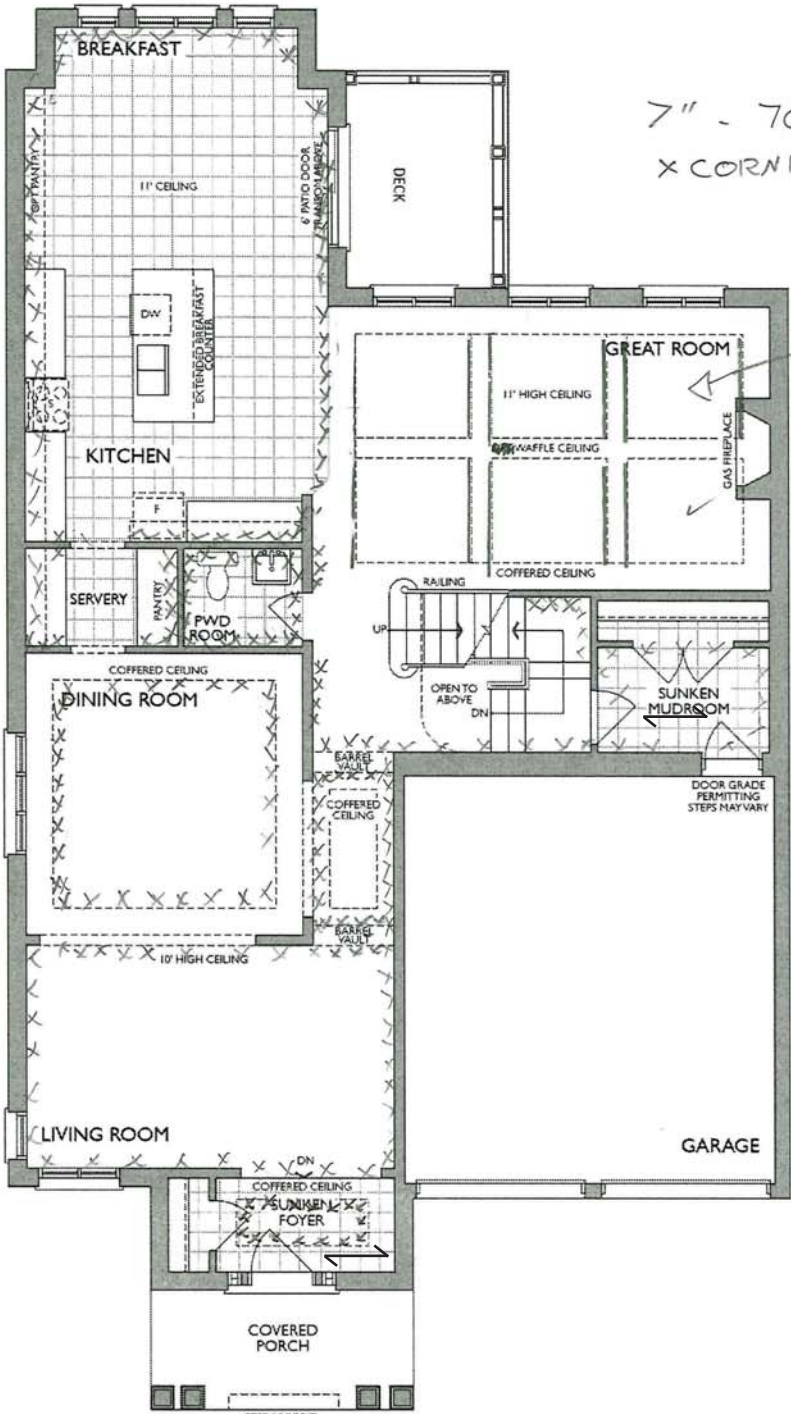 BREAKFAST
7" - 70
X CORN
OPT PANTRY
11' CEILING
6' PATIO DOOR
TRANSOM ABOVE
DECK
DW
EXTENDED BREAKFAST
COUNTER
GREAT ROOM
11' HIGH CEILING
WAFFLE CEILING
GAS FIREPLACE
S
KITCHEN
F
COFFERED CEILING
RAILING
SERVERY
PANTRY
PWD
ROOM
UP
OPEN TO
ABOVE
DN
SUNKEN
MUDROOM
COFFERED CEILING
DINING ROOM
BARREL
VAULT
COFFERED
CEILING
DOOR GRADE
PERMITTING
STEPS MAY VARY
BARREL
VAULT
10' HIGH CEILING
LIVING ROOM
GARAGE
DN
COFFERED CEILING
SUNKEN
FOYER
COVERED
PORCH